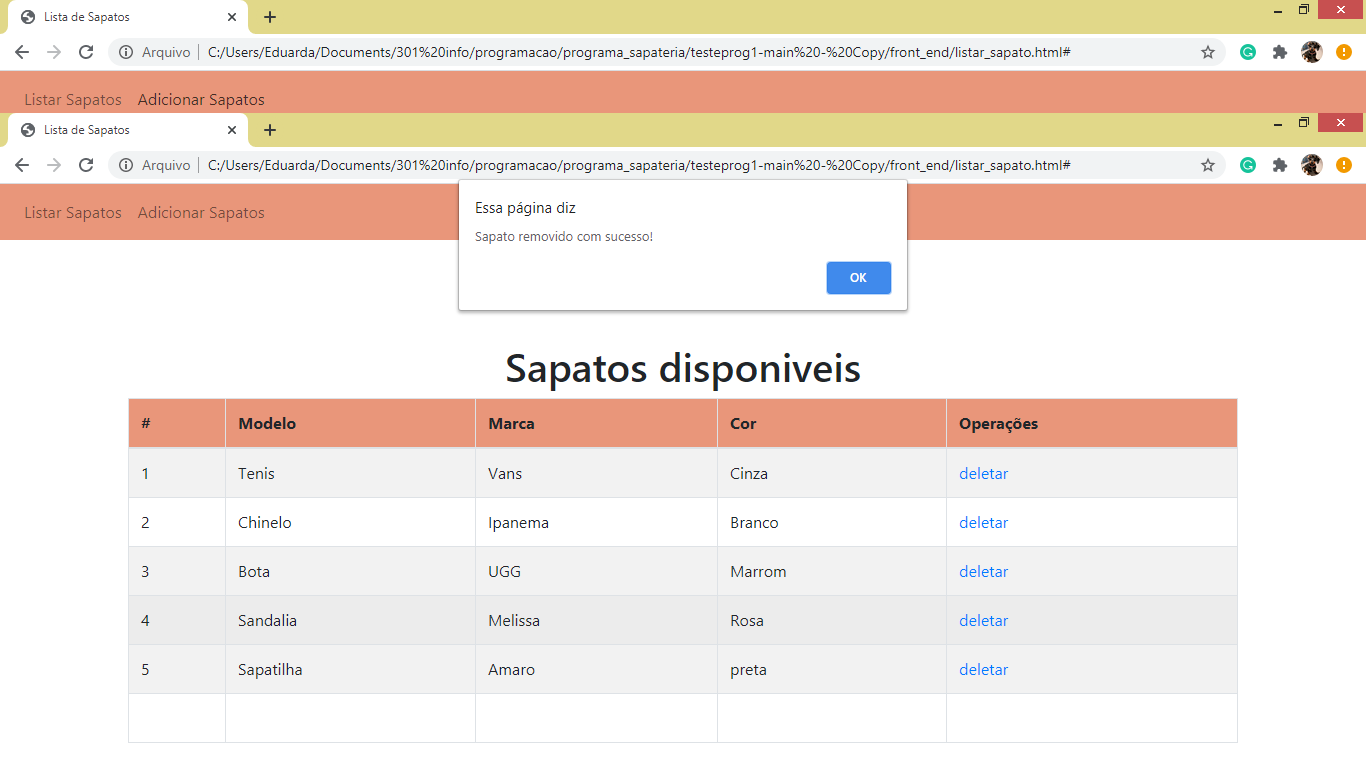 Lista de Sapatos
Arquivo | C:/Users/Eduarda/Documents/301%20info/programacao/programa_sapateria/testeprog1-main%20-%20Copy/front_end/listar_sapato.html#
Listar Sapatos Adicionar Sapatos
Lista de Sapatos
Arquivo | C:/Users/Eduarda/Documents/301%20info/programacao/programa_sapateria/testeprog1-main%20-%20Copy/front_end/listar_sapato.html#
Listar Sapatos Adicionar Sapatos
Essa página diz
Sapato removido com sucesso!
OK
Sapatos disponiveis
# Modelo Marca Cor Operações
1 Tenis Vans Cinza deletar
2 Chinelo Ipanema Branco deletar
3 Bota UGG Marrom deletar
4 Sandalia Melissa Rosa deletar
5 Sapatilha Amaro preta deletar